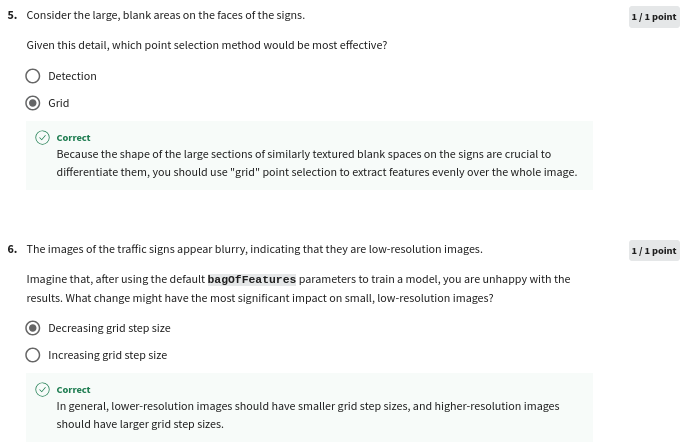 5. Consider the large, blank areas on the faces of the signs.
1 / 1 point
Given this detail, which point selection method would be most effective?
Detection
Grid
Correct
Because the shape of the large sections of similarly textured blank spaces on the signs are crucial to
differentiate them, you should use "grid" point selection to extract features evenly over the whole image.
6. The images of the traffic signs appear blurry, indicating that they are low-resolution images.
1 / 1 point
Imagine that, after using the default bagOfFeatures parameters to train a model, you are unhappy with the
results. What change might have the most significant impact on small, low-resolution images?
Decreasing grid step size
Increasing grid step size
Correct
In general, lower-resolution images should have smaller grid step sizes, and higher-resolution images
should have larger grid step sizes.